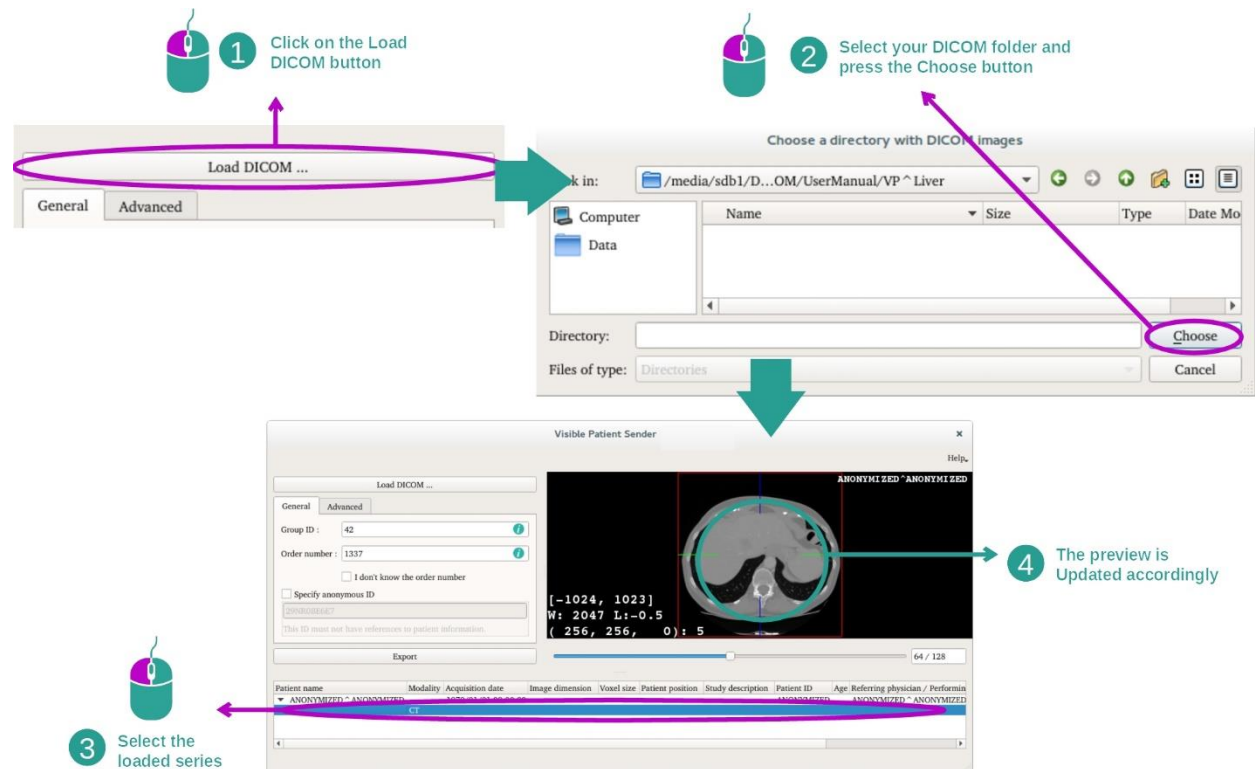 1
Click on the Load
DICOM button
2
Select your DICOM folder and
press the Choose button
Load DICOM ...
General Advanced
Choose a directory with DICOM images
in:
/media/sdb1/D...OM/UserManual/VP ^ Liver
Computer
Data
Name Size Type Date Mo
Directory:
Choose
Files of type: Directories
Cancel
Visible Patient Sender
Help
Load DICOM ...
General Advanced
Group ID : 42
Order number : 1337
I don't know the order number
Specify anonymous ID
This ID must not have references to patient information.
Export
ANONYMIZED^ANONYMIZED
[-1024, 1023]
W: 2047 L:-0.5
( 256, 256, 0): 5
64 / 128
4
The preview is
Updated accordingly
Patient name Modality Acquisition date Image dimension Voxel size Patient position Study description Patient ID Age Referring physician / Performin
ANONYMIZED ^ ANONYMIZED ANONYMIZED ANONYMIZED ^ ANONYMIZED
CT
3
Select the
loaded series